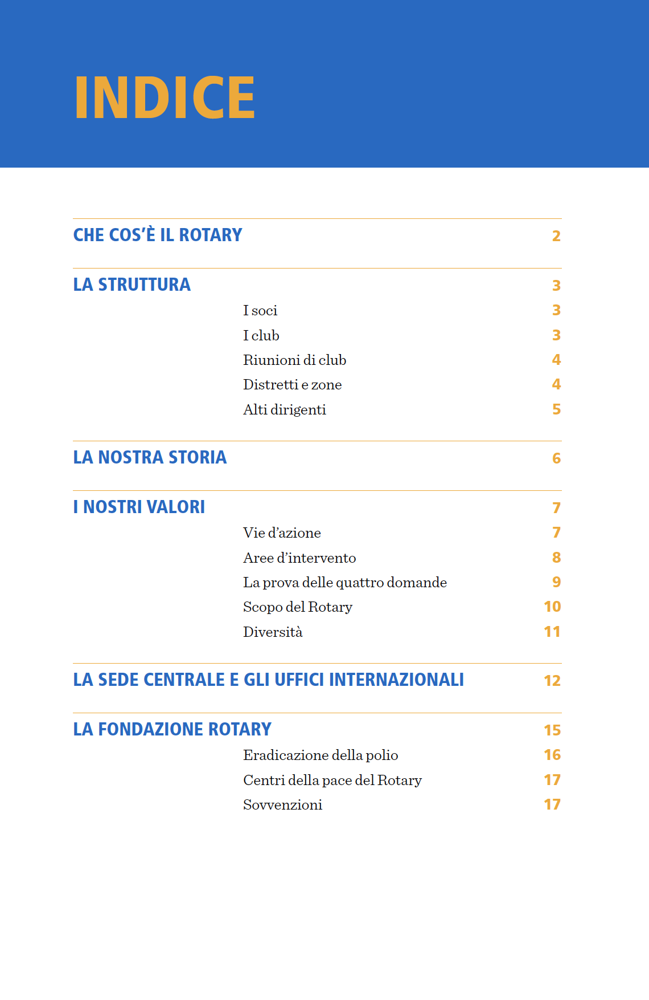 INDICE
CHE COS’È IL ROTARY 2
LA STRUTTURA 3
I soci 3
I club 3
Riunioni di club 4
Distretti e zone 4
Alti dirigenti 5
LA NOSTRA STORIA 6
I NOSTRI VALORI 7
Vie d’azione 7
Aree d’intervento 8
La prova delle quattro domande 9
Scopo del Rotary 10
Diversità 11
LA SEDE CENTRALE E GLI UFFICI INTERNAZIONALI 12
LA FONDAZIONE ROTARY 15
Eradicazione della polio 16
Centri della pace del Rotary 17
Sovvenzioni 17